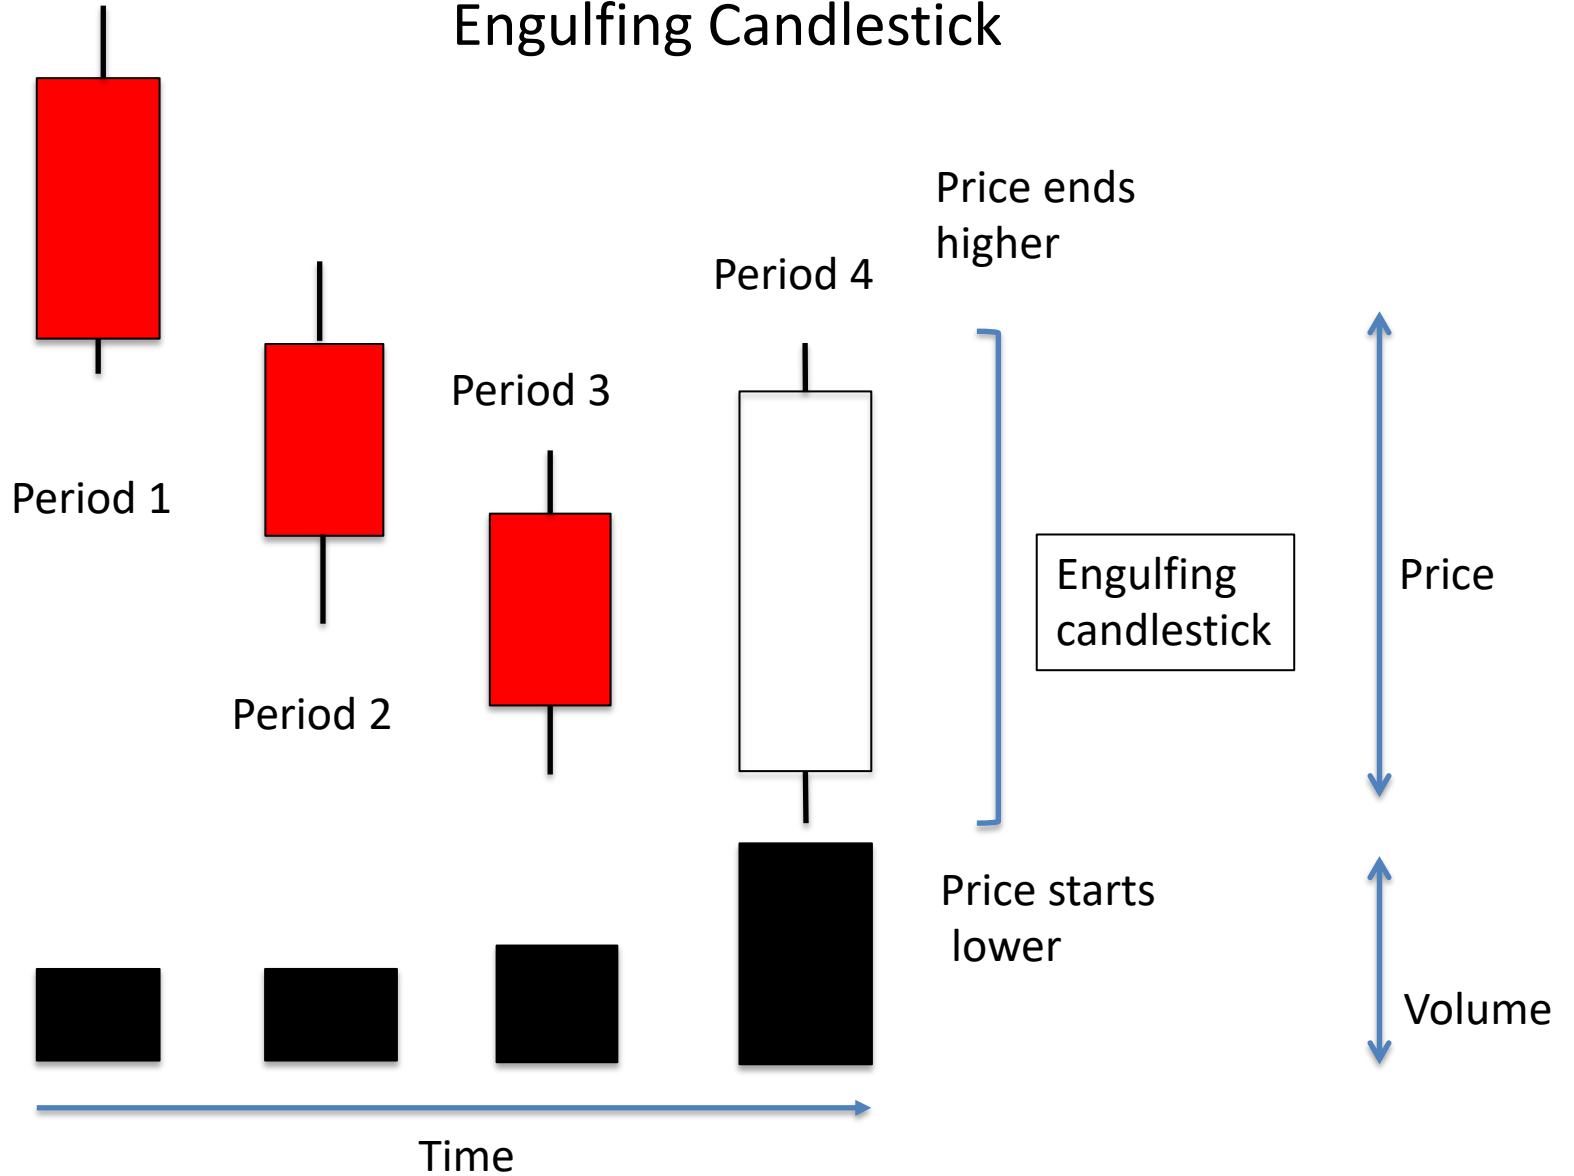 Engulfing Candlestick
Price ends
higher
Period 4
Period 3
Period 1
Engulfing
candlestick
Price
Period 2
Price starts
lower
Volume
Time